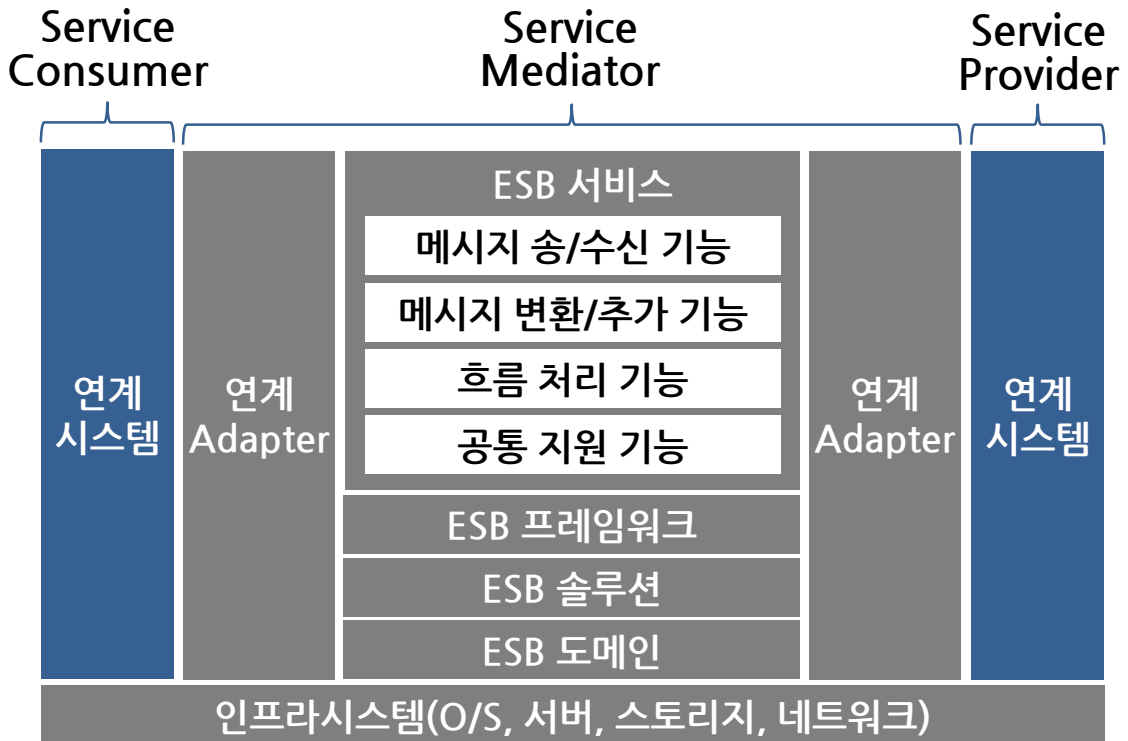 Service
Consumer
Service
Mediator
Service
Provider
ESB 서비스
메시지 송/수신 기능
메시지 변환/추가 기능
흐름 처리 기능
공통 지원 기능
연계
시스템
연계
Adapter
연계
Adapter
연계
시스템
ESB 프레임워크
ESB 솔루션
ESB 도메인
인프라시스템(O/S, 서버, 스토리지, 네트워크)